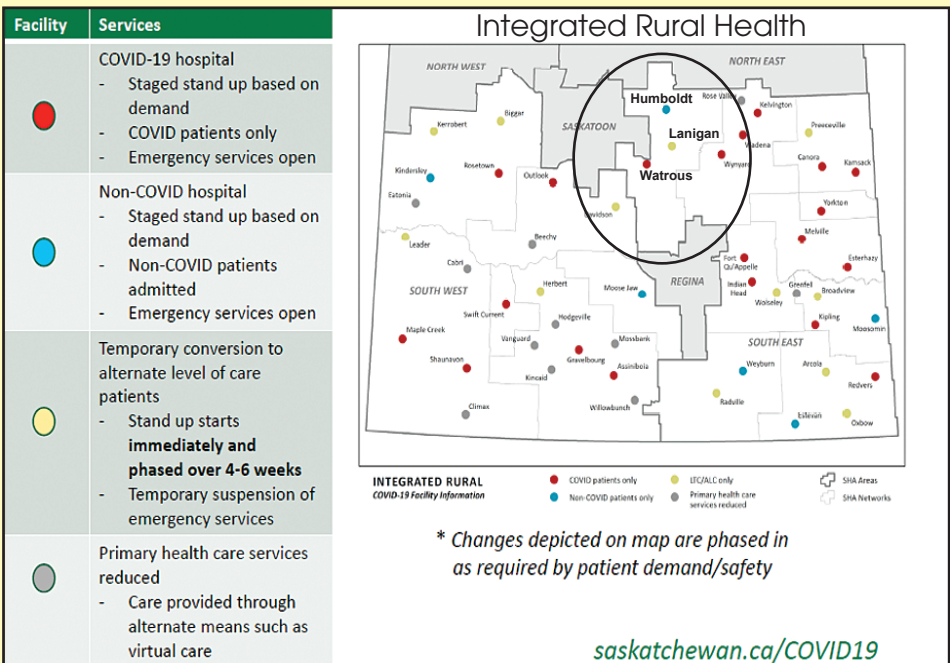 Facility Services
COVID-19 hospital
- Staged stand up based on
demand
- COVID patients only
- Emergency services open
Non-COVID hospital
- Staged stand up based on
demand
- Non-COVID patients
admitted
- Emergency services open
Temporary conversion to
alternate level of care
patients
- Stand up starts
immediately and
phased over 4-6 weeks
- Temporary suspension of
emergency services
Primary health care services
reduced
- Care provided through
alternate means such as
virtual care
Integrated Rural Health
NORTH WEST
NORTH EAST
Humboldt
Rose Valley
Kelvington
Biggar
Kerrobert
SASKATOON
Lanigan
Preeceville
Wadena
Kindersley
Rosetown
Outlook
Watrous
Wynyard
Canora
Kamsack
Eatonia
Davidson
Yorkton
Leader
Beechy
Melville
Cabri
Fort
Qu'Appelle
Esterhazy
SOUTH WEST
Herbert
Moose Jaw
REGINA
Indian
Head
Wolseley
Grenfell
Broadview
Swift Current
Hodgeville
Kipling
Moosomin
Maple Creek
Vanguard
Mossbank
SOUTH EAST
Shaunavon
Gravelbourg
Kincaid
Assiniboia
Weyburn
Arcola
Redvers
Climax
Willowbunch
Radville
Estevan
Oxbow
INTEGRATED RURAL
COVID-19 Facility Information
COVID patients only
Non-COVID patients only
LTC/ALC only
Primary health care
services reduced
SHA Areas
SHA Networks
* Changes depicted on map are phased in
as required by patient demand/safety
saskatchewan.ca/COVID19